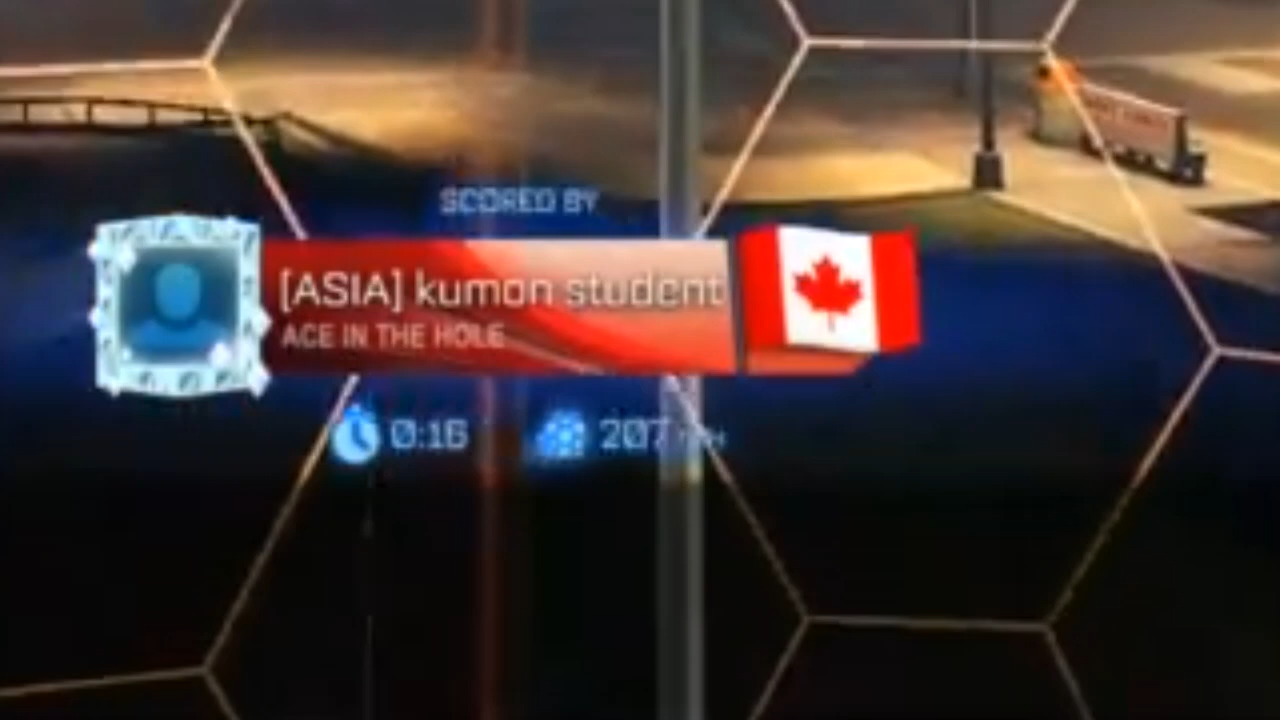 SCORED BY
[ASIA] kumon student
ACE IN THE HOLE
0:16 207